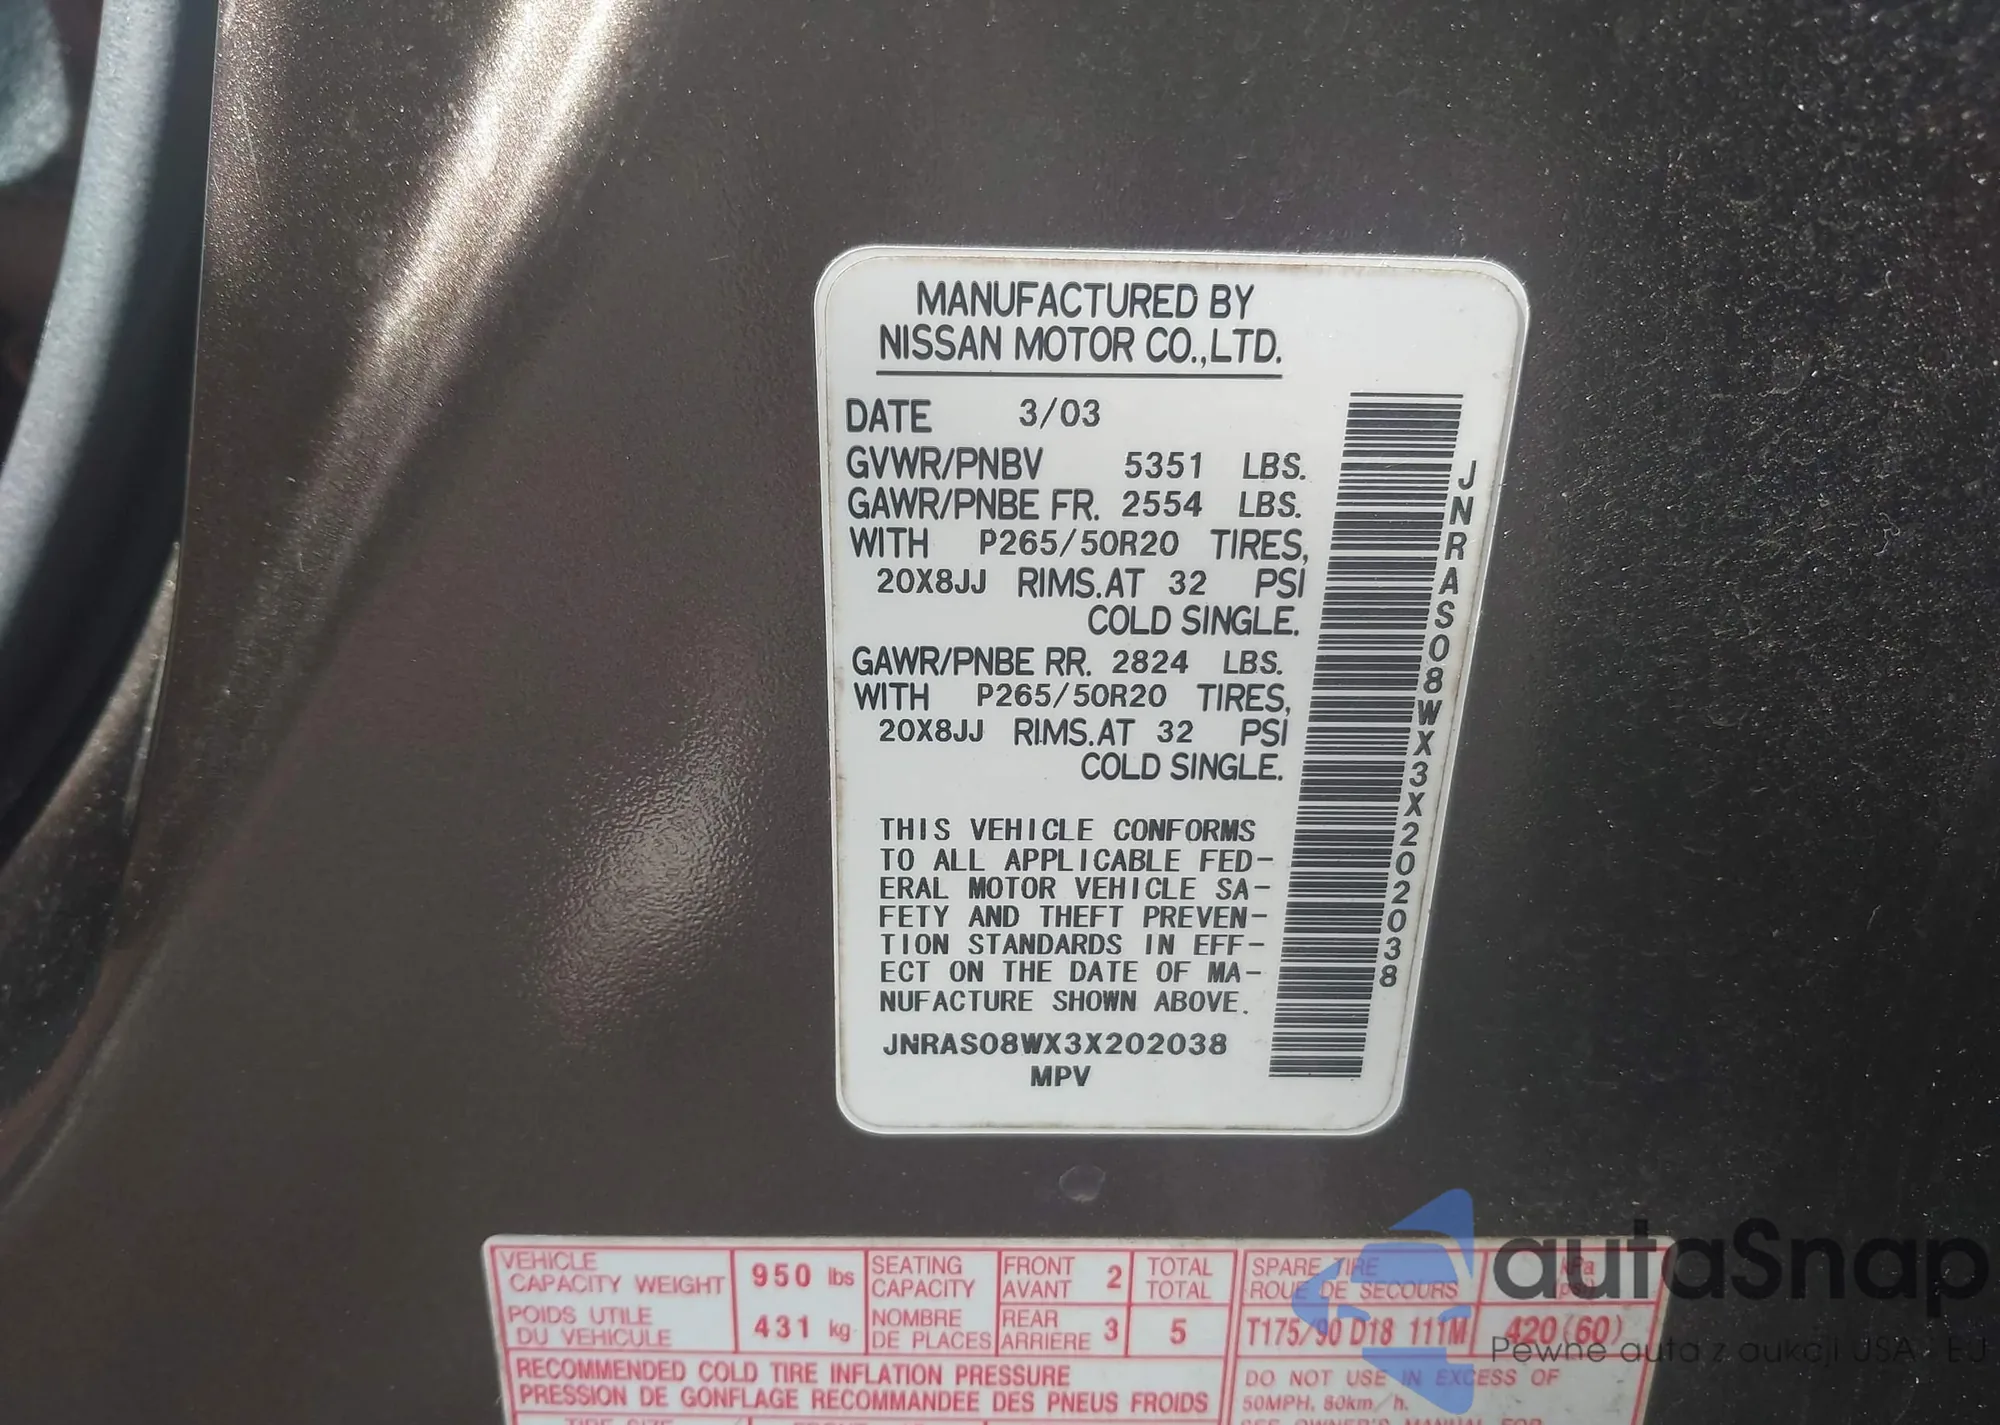 MANUFACTURED BY
NISSAN MOTOR CO.,LTD.
DATE 3/03
GVWR/PNBV 5351 LBS.
GAWR/PNBE FR. 2554 LBS.
WITH P265/50R20 TIRES,
20X8JJ RIMS.AT 32 PSI
COLD SINGLE.
GAWR/PNBE RR. 2824 LBS.
WITH P265/50R20 TIRES,
20X8JJ RIMS.AT 32 PSI
COLD SINGLE.
THIS VEHICLE CONFORMS
TO ALL APPLICABLE FED-
ERAL MOTOR VEHICLE SA-
FETY AND THEFT PREVEN-
TION STANDARDS IN EFF-
ECT ON THE DATE OF MA-
NUFACTURE SHOWN ABOVE.
JNRAS08WX3X202038
MPV
JNRAS08WX3X202038
VEHICLE CAPACITY WEIGHT 950 lbs
POIDS UTILE DU VEHICULE 431 kg
SEATING CAPACITY
NOMBRE DE PLACES
FRONT AVANT 2
REAR ARRIERE 3
TOTAL TOTAL
5
SPARE TIRE
ROUE DE SECOURS
T175/90 D18 111M 420(60)
RECOMMENDED COLD TIRE INFLATION PRESSURE
PRESSION DE GONFLAGE RECOMMANDEE DES PNEUS FROIDS
DO NOT USE IN EXCESS OF
50MPH, 80km/h.
autaSnap
Pewne auta z aukcji USA i EU